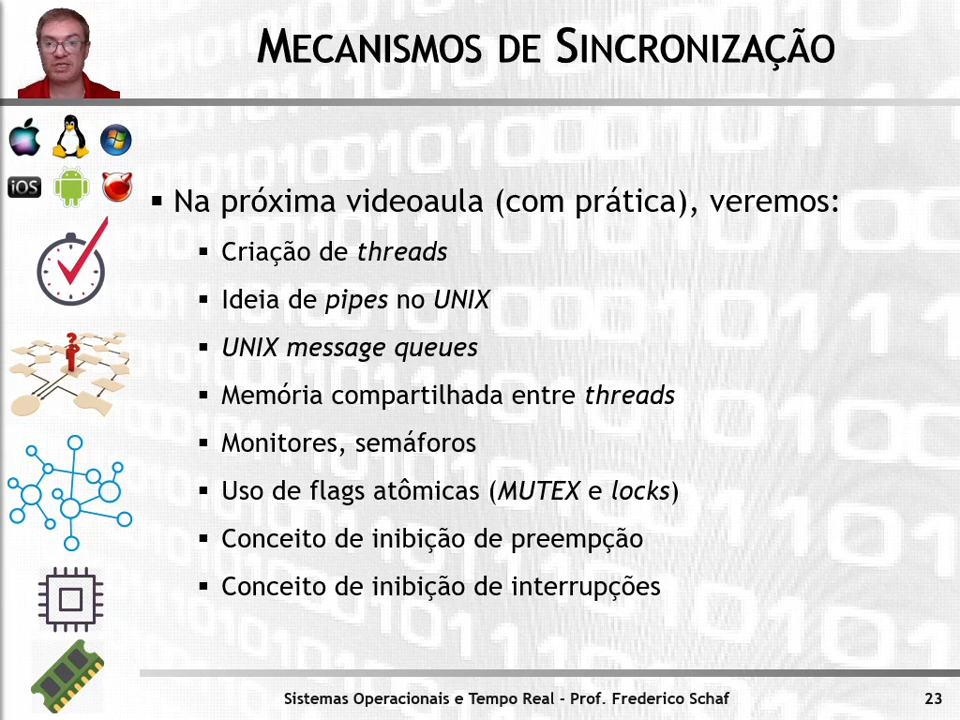 MECANISMOS DE SINCRONIZAÇÃO
iOS
▪ Na próxima videoaula (com prática), veremos:
▪ Criação de threads
▪ Ideia de pipes no UNIX
▪ UNIX message queues
▪ Memória compartilhada entre threads
▪ Monitores, semáforos
▪ Uso de flags atômicas (MUTEX e locks)
▪ Conceito de inibição de preempção
▪ Conceito de inibição de interrupções
Sistemas Operacionais e Tempo Real - Prof. Frederico Schaf 23